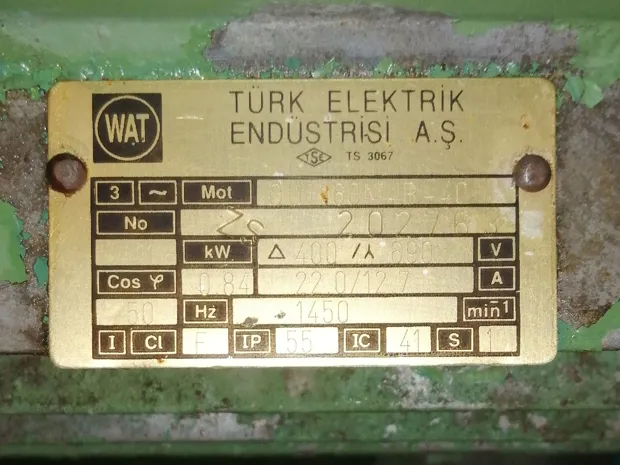 WAT
TÜRK ELEKTRİK
ENDÜSTRİSİ A.Ş.
TSE TS 3067
3 ~ Mot
No
kW Δ 400 /⅄ 690 V
Cos φ 0.84 22.0/12.7 A
50 Hz 1450 min¯¹
I Cl F IP 55 IC 41 S 1